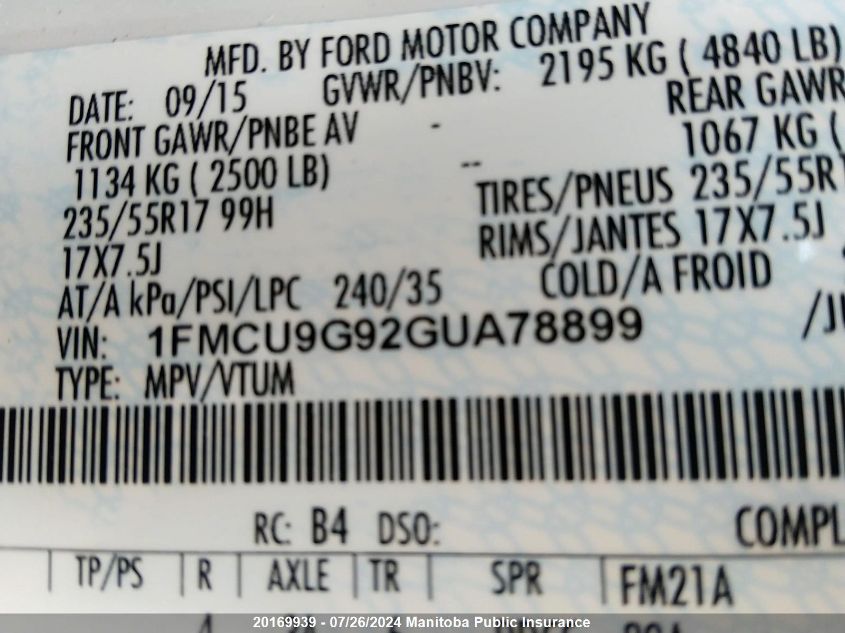 MFD. BY FORD MOTOR COMPANY
DATE: 09/15 GVWR/PNBV: 2195 KG ( 4840 LB)
FRONT GAWR/PNBE AV - REAR GAWR
1134 KG ( 2500 LB) -- 1067 KG (
235/55R17 99H TIRES/PNEUS 235/55R1
17X7.5J RIMS/JANTES 17X7.5J
AT/A kPa/PSI/LPC 240/35 COLD/A FROID
VIN: 1FMCU9G92GUA78899 /JU
TYPE: MPV/VTUM
RC: B4 DSO: COMPL
TP/PS R AXLE TR SPR FM21A
20169939 / 07/26/2024 Manitoba Public Insurance